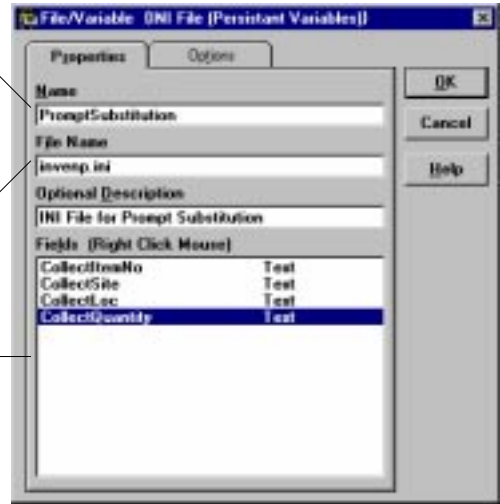 File/Variable (INI File (Persistant Variables))
Properties Options
Name
PromptSubstitution
File Name
invenp.ini
Optional Description
INI File for Prompt Substitution
Fields (Right Click Mouse)
CollectItemNo Text
CollectSite Text
CollectLoc Text
CollectQuantity Text
OK
Cancel
Help